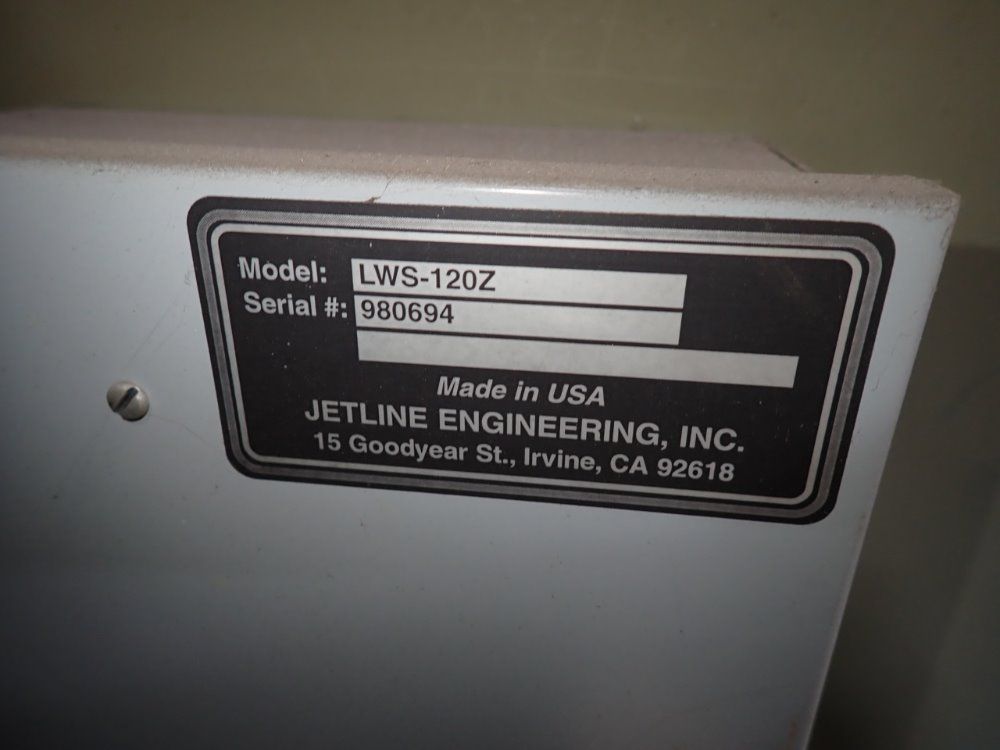 Model: LWS-120Z
Serial #: 980694
Made in USA
JETLINE ENGINEERING, INC.
15 Goodyear St., Irvine, CA 92618